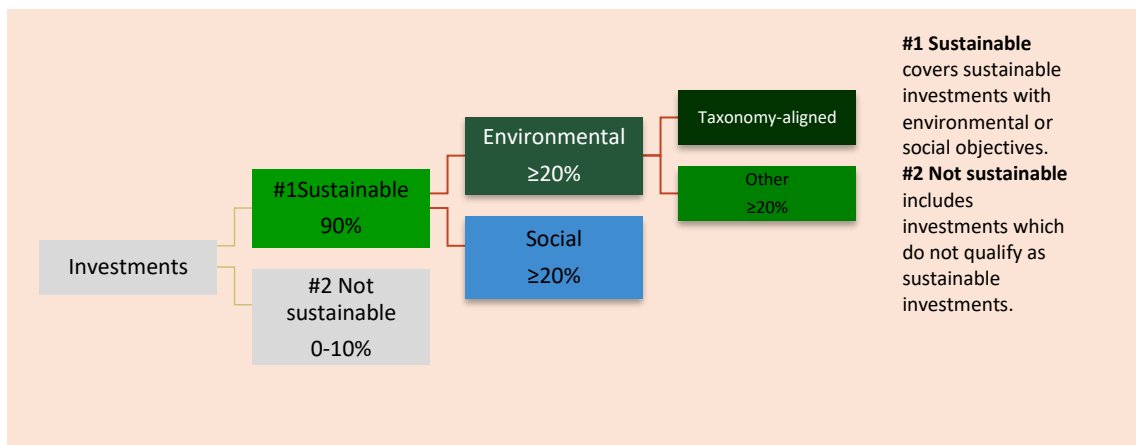 Investments
#1Sustainable
90%
#2 Not
sustainable
0-10%
Environmental
≥20%
Social
≥20%
Taxonomy-aligned
Other
≥20%
#1 Sustainable
covers sustainable
investments with
environmental or
social objectives.
#2 Not sustainable
includes
investments which
do not qualify as
sustainable
investments.